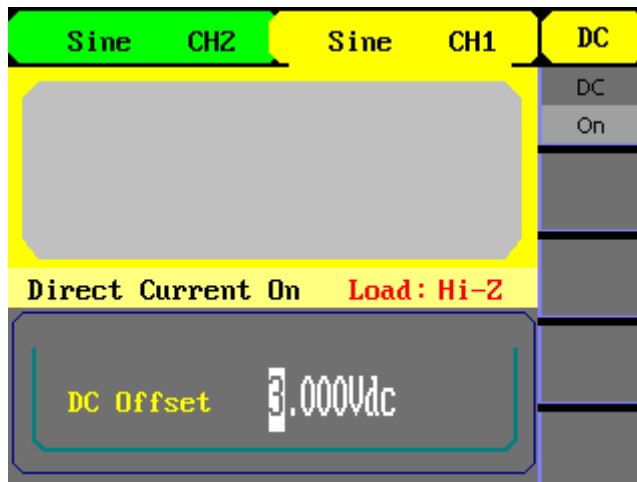 Sine CH2 Sine CH1 DC
DC
On
Direct Current On Load: Hi-Z
DC Offset 3.000Vdc